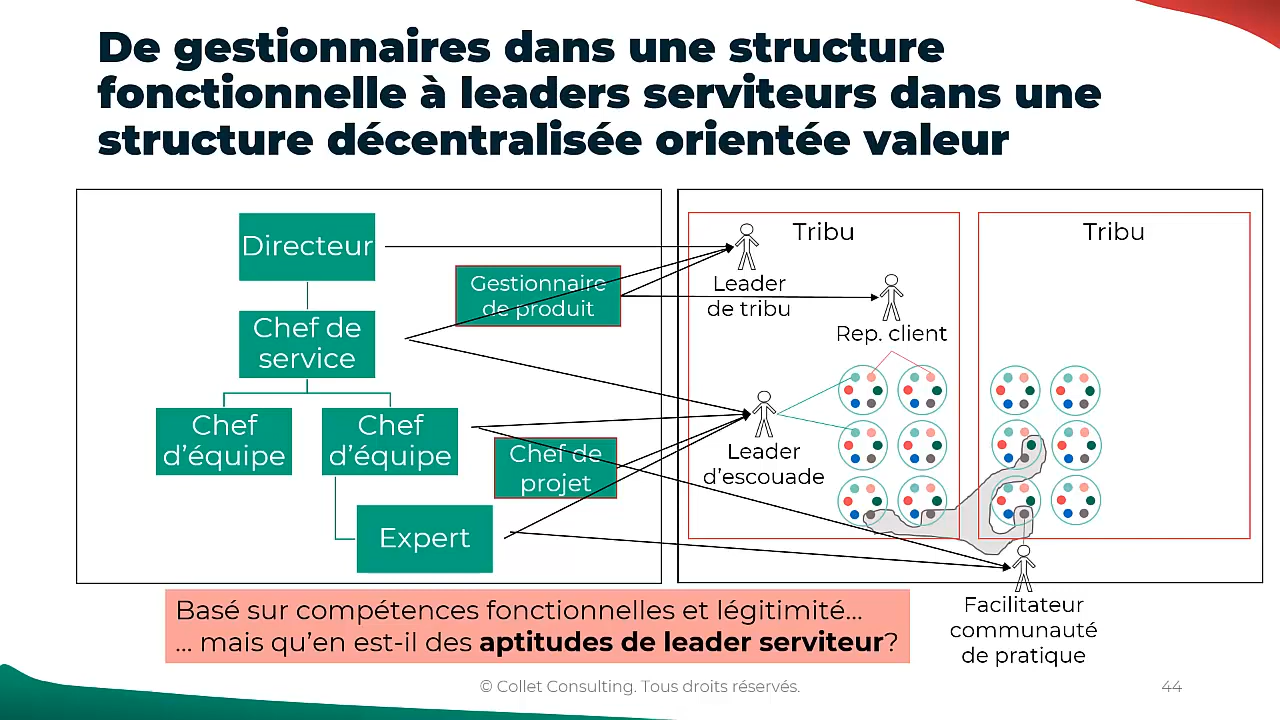 De gestionnaires dans une structure
fonctionnelle à leaders serviteurs dans une
structure décentralisée orientée valeur
Directeur
Gestionnaire
de produit
Chef de
service
Chef
d’équipe
Chef
d’équipe
Chef de
projet
Expert
Tribu
Leader
de tribu
Rep. client
Leader
d’escouade
Tribu
Facilitateur
communauté
de pratique
Basé sur compétences fonctionnelles et légitimité...
... mais qu’en est-il des aptitudes de leader serviteur?
© Collet Consulting. Tous droits réservés.
44